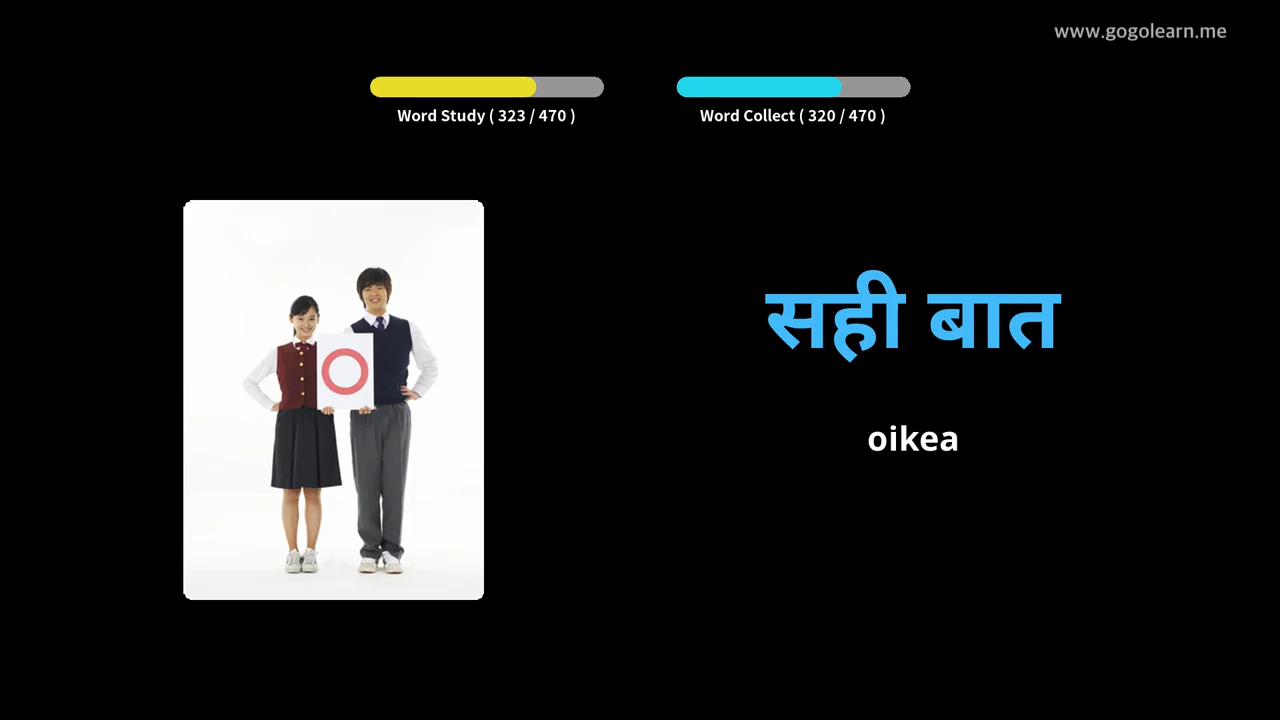 www.gogolearn.me
Word Study ( 323 / 470 )
Word Collect ( 320 / 470 )
सही बात
oikea